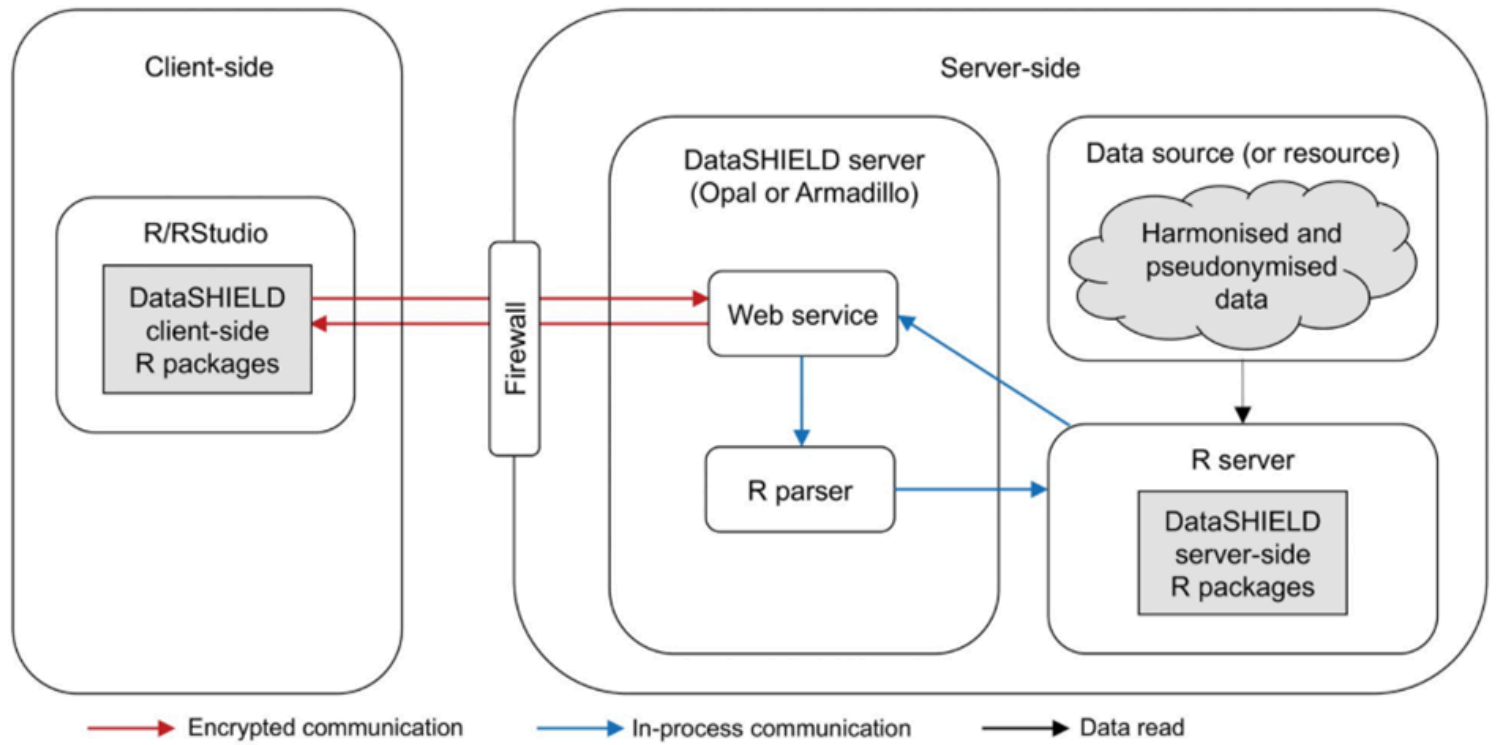 Client-side
Server-side
R/RStudio
DataSHIELD
client-side
R packages
Firewall
DataSHIELD server
(Opal or Armadillo)
Web service
R parser
Data source (or resource)
Harmonised and
pseudonymised
data
R server
DataSHIELD
server-side
R packages
Encrypted communication
In-process communication
Data read